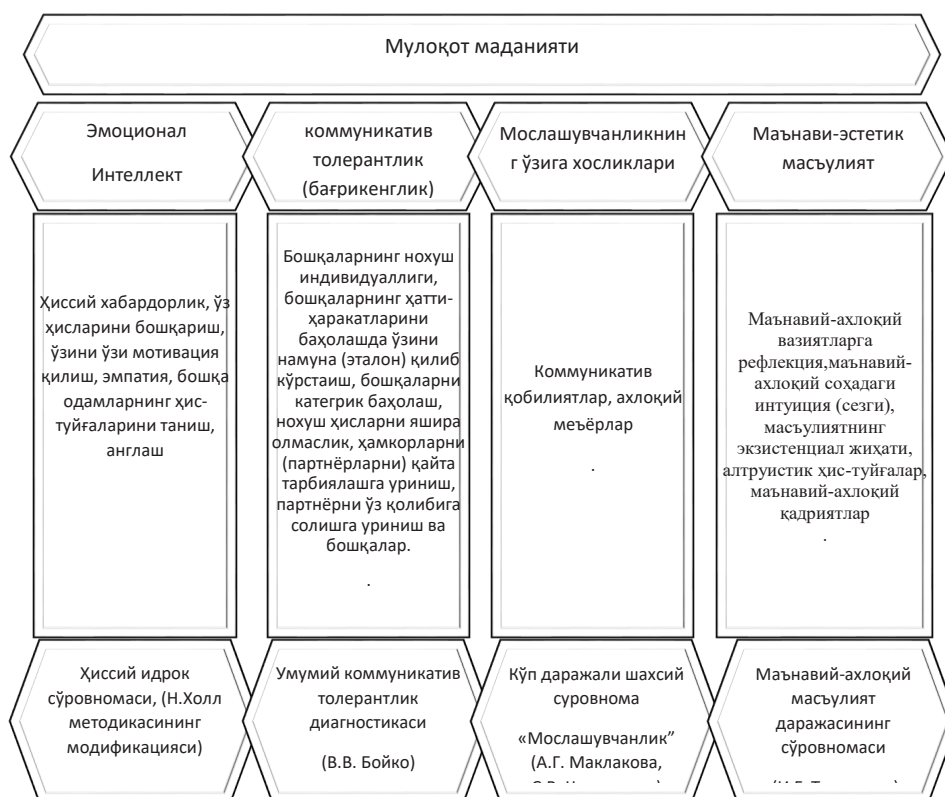 Мулоқот маданияти
Эмоционал
Интеллект
коммуникатив
толерантлик
(бағрикенглик)
Мослашувчанликнин
г ўзига хосликлари
Маънави-эстетик
масъулият
Ҳиссий хабардорлик, ўз
ҳисларини бошқариш,
ўзини ўзи мотивация
қилиш, эмпатия, бошқа
одамларнинг ҳис-
туйғаларини таниш,
англаш
Бошқаларнинг нохуш
индивидуаллиги,
бошқаларнинг ҳатти-
ҳаракатларини
баҳолашда ўзини
намуна (эталон) қилиб
кўрстаиш, бошқаларни
категрик баҳолаш,
нохуш ҳисларни яшира
олмаслик, ҳамкорларни
(партнёрларни) қайта
тарбиялашга уриниш,
партнёрни ўз қолибига
солишга уриниш ва
бошқалар.
.
Коммуникатив
қобилиятлар, ахлоқий
меъёрлар
.
Маънавий-ахлоқий
вазиятларга
рефлекция,маънавий-
ахлоқий соҳадаги
интуиция (сезги),
масъулиятнинг
экзистенциал жиҳати,
алтруистик ҳис-туйғалар,
маънавий-ахлоқий
қадриятлар
.
Ҳиссий идрок
сўровномаси, (Н.Холл
методикасининг
модификацияси)
Умумий коммуникатив
толерантлик
диагностикаси
(В.В. Бойко)
Кўп даражали шахсий
суровнома
«Мослашувчанлик”
(А.Г. Маклакова,
Маънавий-ахлоқий
масъулият
даражасининг
сўровномаси